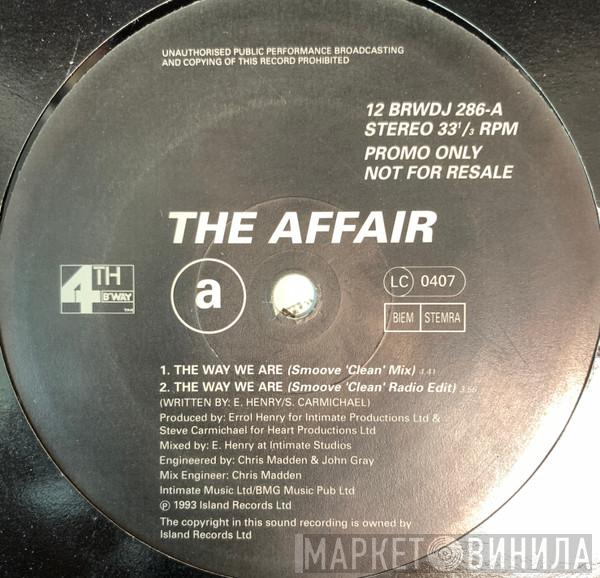 UNAUTHORISED PUBLIC PERFORMANCE BROADCASTING
AND COPYING OF THIS RECORD PROHIBITED
12 BRWDJ 286-A
STEREO 33¹/₃ RPM
PROMO ONLY
NOT FOR RESALE
THE AFFAIR
4TH
B'WAY
a
LC 0407
BIEM STEMRA
1. THE WAY WE ARE (Smoove 'Clean' Mix) 4.41
2. THE WAY WE ARE (Smoove 'Clean' Radio Edit) 3.56
(WRITTEN BY: E. HENRY/S. CARMICHAEL)
Produced by: Errol Henry for Intimate Productions Ltd &
Steve Carmichael for Heart Productions Ltd
Mixed by: E. Henry at Intimate Studios
Engineered by: Chris Madden & John Gray
Mix Engineer: Chris Madden
Intimate Music Ltd/BMG Music Pub Ltd
℗ 1993 Island Records Ltd
The copyright in this sound recording is owned by
Island Records Ltd
МАРКЕТ ВИНИЛА